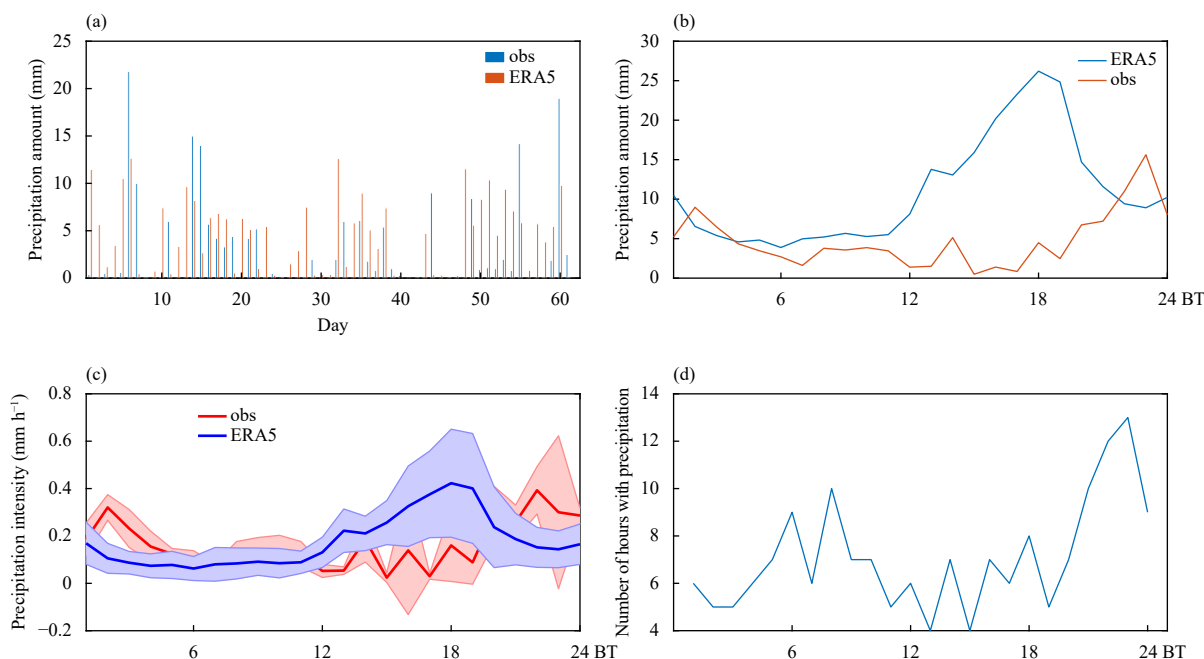 (a)
25
20
15
10
5
0
Precipitation amount (mm)
obs
ERA5
10 20 30 40 50 60
Day
(b)
30
25
20
15
10
5
0
Precipitation amount (mm)
ERA5
obs
6 12 18 24 BT
(c)
0.8
0.6
0.4
0.2
0
−0.2
Precipitation intensity (mm h⁻¹)
obs
ERA5
6 12 18 24 BT
(d)
14
12
10
8
6
4
Number of hours with precipitation
6 12 18 24 BT